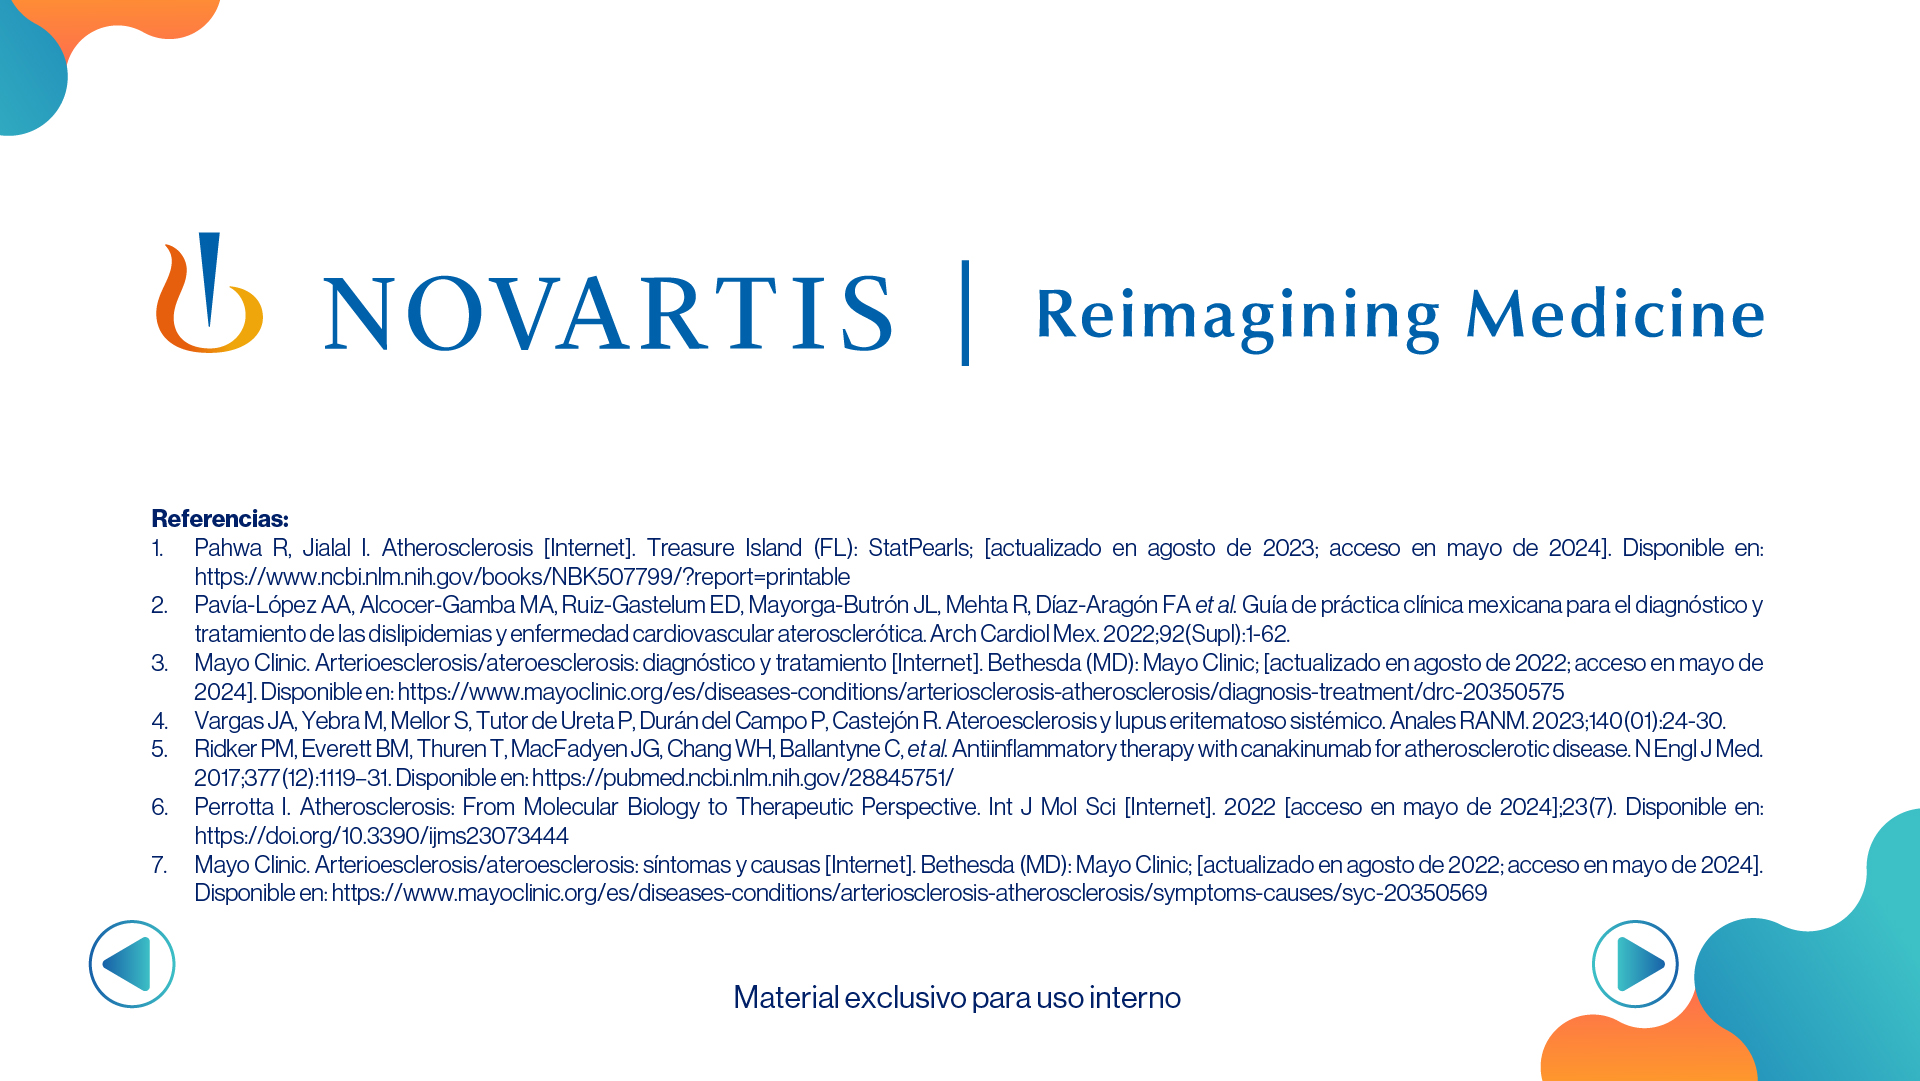 NOVARTIS | Reimagining Medicine
Referencias:
1. Pahwa R, Jialal I. Atherosclerosis [Internet]. Treasure Island (FL): StatPearls; [actualizado en agosto de 2023; acceso en mayo de 2024]. Disponible en:
https://www.ncbi.nlm.nih.gov/books/NBK507799/?report=printable
2. Pavía-López AA, Alcocer-Gamba MA, Ruiz-Gastelum ED, Mayorga-Butrón JL, Mehta R, Díaz-Aragón FA et al. Guía de práctica clínica mexicana para el diagnóstico y
tratamiento de las dislipidemias y enfermedad cardiovascular aterosclerótica. Arch Cardiol Mex. 2022;92(Supl):1-62.
3. Mayo Clinic. Arterioesclerosis/ateroesclerosis: diagnóstico y tratamiento [Internet]. Bethesda (MD): Mayo Clinic; [actualizado en agosto de 2022; acceso en mayo de
2024]. Disponible en: https://www.mayoclinic.org/es/diseases-conditions/arteriosclerosis-atherosclerosis/diagnosis-treatment/drc-20350575
4. Vargas JA, Yebra M, Mellor S, Tutor de Ureta P, Durán del Campo P, Castejón R. Ateroesclerosis y lupus eritematoso sistémico. Anales RANM. 2023;140(01):24-30.
5. Ridker PM, Everett BM, Thuren T, MacFadyen JG, Chang WH, Ballantyne C, et al. Antiinflammatory therapy with canakinumab for atherosclerotic disease. N Engl J Med.
2017;377(12):1119–31. Disponible en: https://pubmed.ncbi.nlm.nih.gov/28845751/
6. Perrotta I. Atherosclerosis: From Molecular Biology to Therapeutic Perspective. Int J Mol Sci [Internet]. 2022 [acceso en mayo de 2024];23(7). Disponible en:
https://doi.org/10.3390/ijms23073444
7. Mayo Clinic. Arterioesclerosis/ateroesclerosis: síntomas y causas [Internet]. Bethesda (MD): Mayo Clinic; [actualizado en agosto de 2022; acceso en mayo de 2024].
Disponible en: https://www.mayoclinic.org/es/diseases-conditions/arteriosclerosis-atherosclerosis/symptoms-causes/syc-20350569
Material exclusivo para uso interno